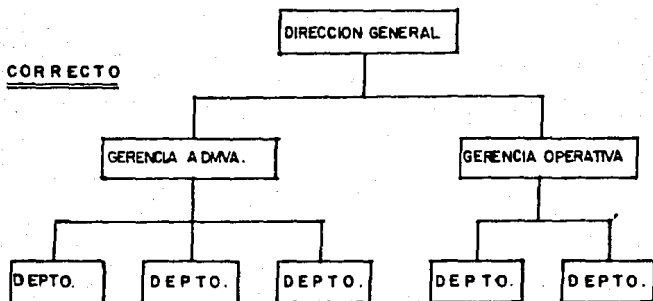 DIRECCION GENERAL
CORRECTO
GERENCIA ADMVA.
GERENCIA OPERATIVA
DEPTO. DEPTO. DEPTO. DEPTO. DEPTO.